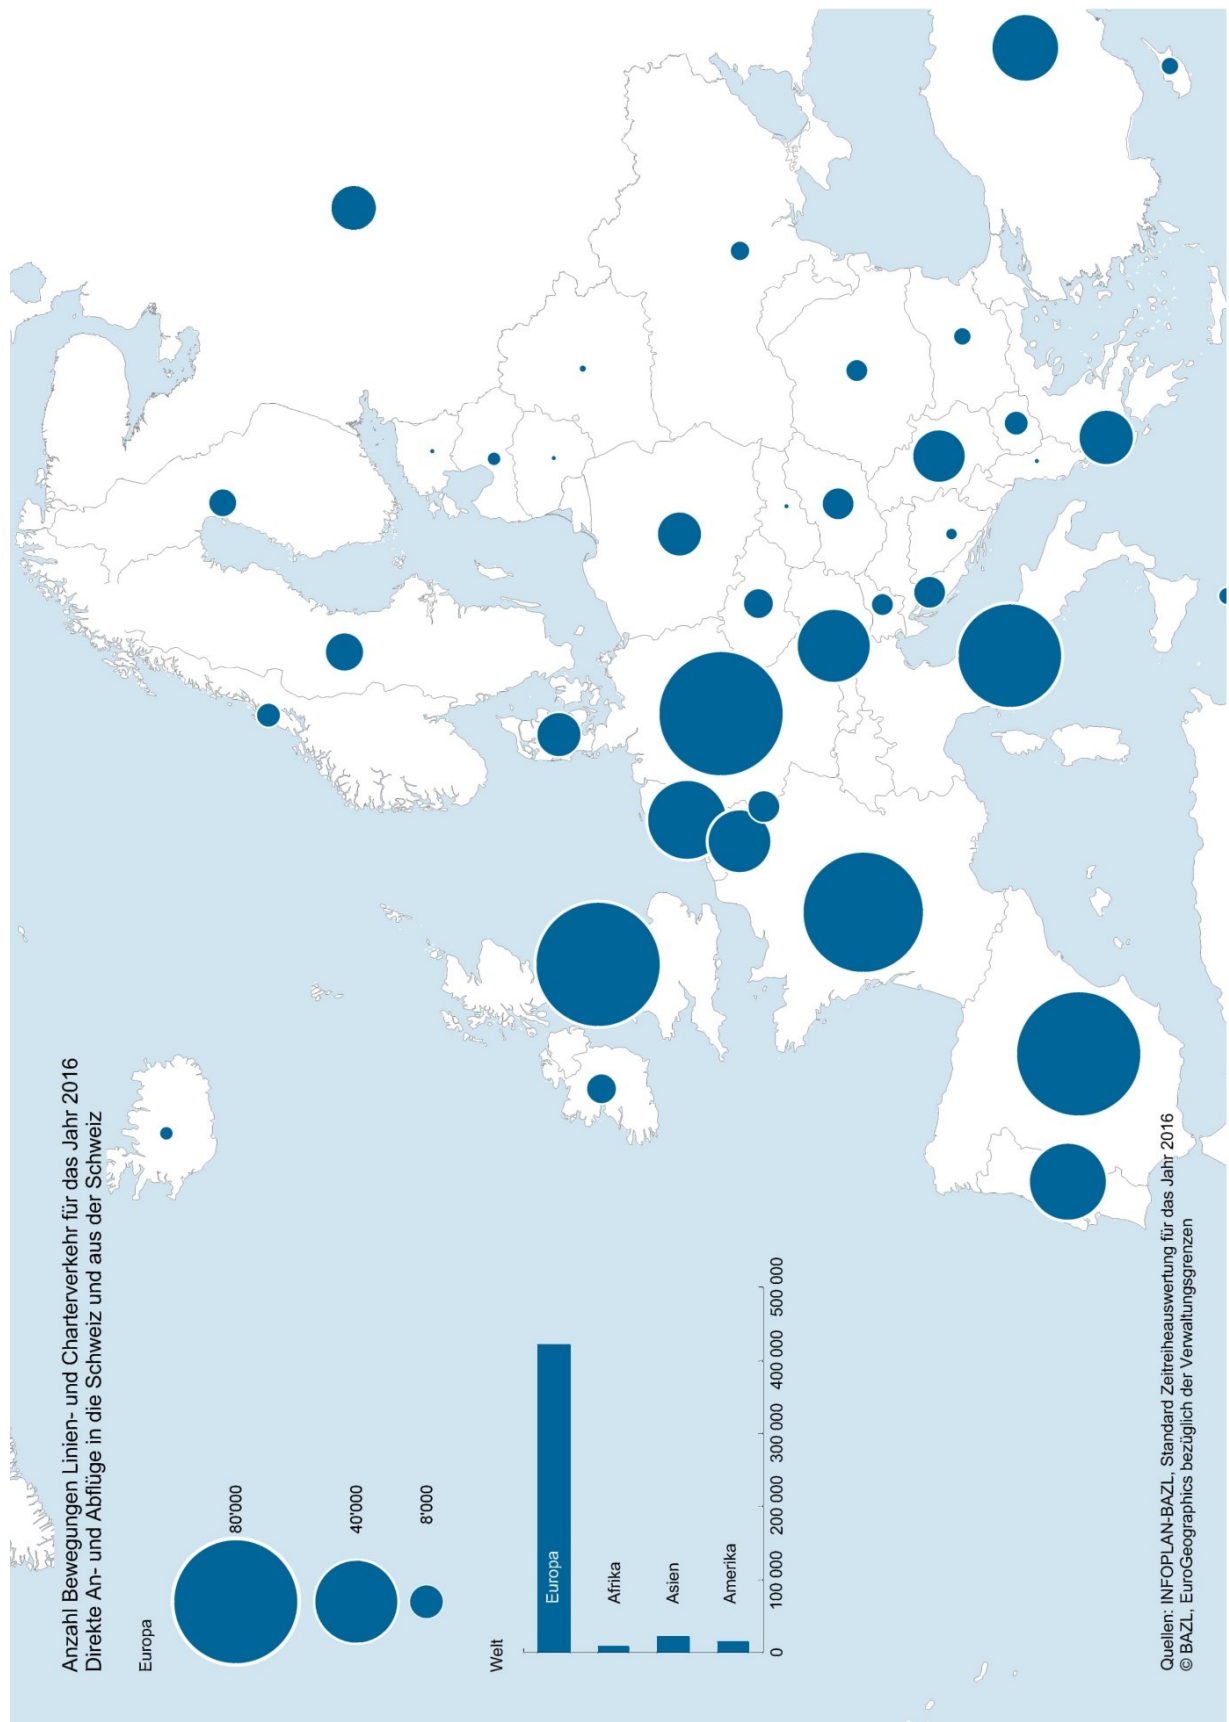 Anzahl Bewegungen Linien- und Charterverkehr für das Jahr 2016
Direkte An- und Abflüge in die Schweiz und aus der Schweiz
Europa
80'000
40'000
8'000
Welt
Europa
Afrika
Asien
Amerika
0 100 000 200 000 300 000 400 000 500 000
Quellen: INFOPLAN-BAZL, Standard Zeitreiheauswertung für das Jahr 2016
© BAZL, EuroGeographics bezüglich der Verwaltungsgrenzen